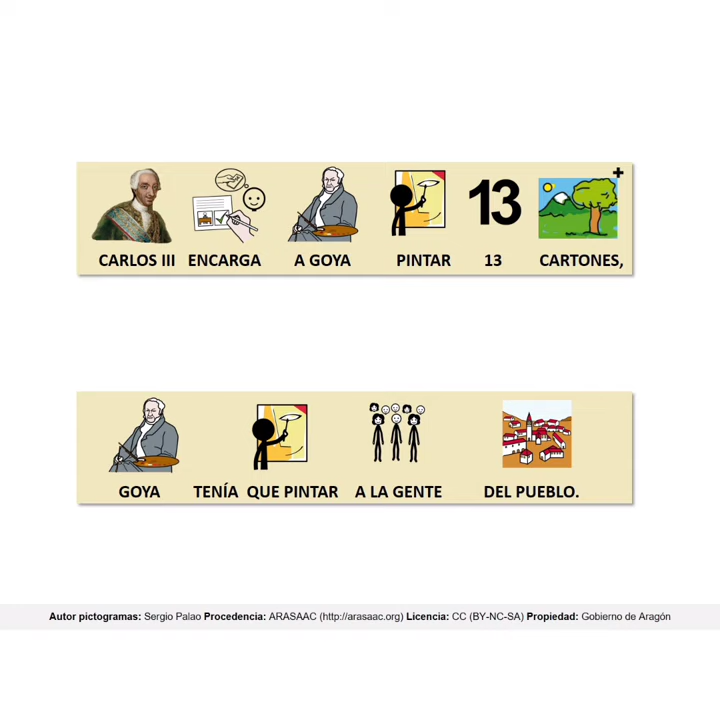 13
CARLOS III ENCARGA A GOYA PINTAR 13 CARTONES,
GOYA TENÍA QUE PINTAR A LA GENTE DEL PUEBLO.
Autor pictogramas: Sergio Palao Procedencia: ARASAAC (http://arasaac.org) Licencia: CC (BY-NC-SA) Propiedad: Gobierno de Aragón